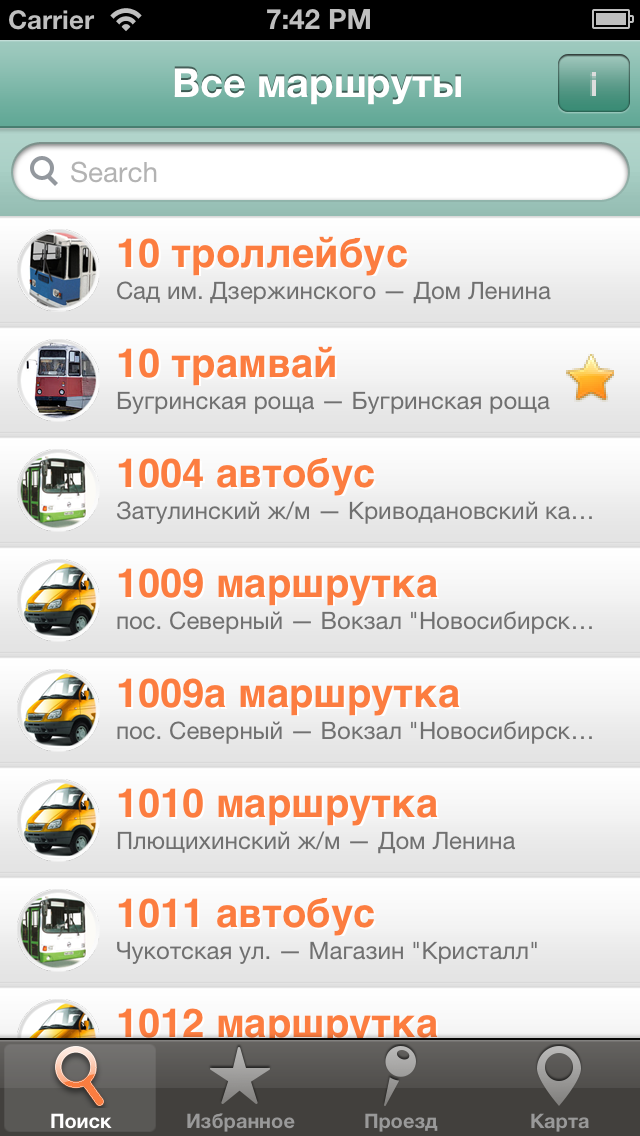 Carrier 7:42 PM
Все маршруты
i
Search
10 троллейбус
Сад им. Дзержинского — Дом Ленина
10 трамвай
Бугринская роща — Бугринская роща
1004 автобус
Затулинский ж/м — Криводановский ка…
1009 маршрутка
пос. Северный — Вокзал "Новосибирск…
1009а маршрутка
пос. Северный — Вокзал "Новосибирск…
1010 маршрутка
Плющихинский ж/м — Дом Ленина
1011 автобус
Чукотская ул. — Магазин "Кристалл"
1012 маршрутка
Поиск Избранное Проезд Карта